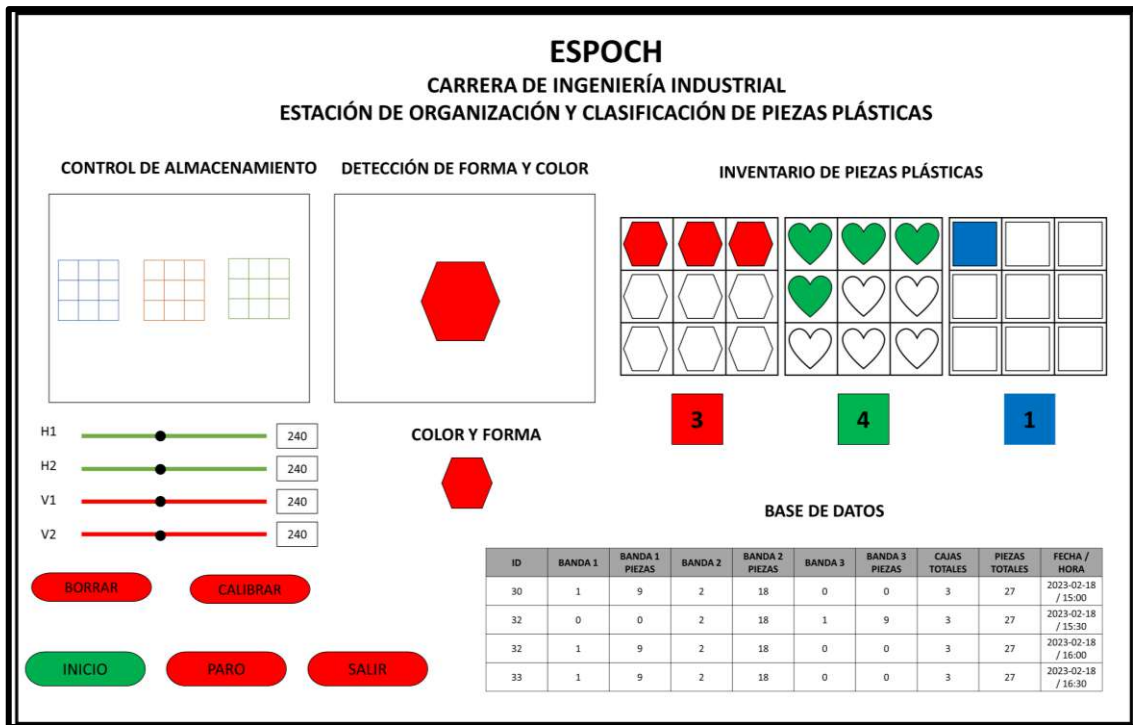 ESPOCH
CARRERA DE INGENIERÍA INDUSTRIAL
ESTACIÓN DE ORGANIZACIÓN Y CLASIFICACIÓN DE PIEZAS PLÁSTICAS
CONTROL DE ALMACENAMIENTO
DETECCIÓN DE FORMA Y COLOR
INVENTARIO DE PIEZAS PLÁSTICAS
3 4 1
H1 240
H2 240
V1 240
V2 240
COLOR Y FORMA
BORRAR CALIBRAR
INICIO PARO SALIR
BASE DE DATOS
ID BANDA 1 BANDA 1 PIEZAS BANDA 2 BANDA 2 PIEZAS BANDA 3 BANDA 3 PIEZAS CAJAS TOTALES PIEZAS TOTALES FECHA / HORA
30 1 9 2 18 0 0 3 27 2023-02-18 / 15:00
32 0 0 2 18 1 9 3 27 2023-02-18 / 15:30
32 1 9 2 18 0 0 3 27 2023-02-18 / 16:00
33 1 9 2 18 0 0 3 27 2023-02-18 / 16:30